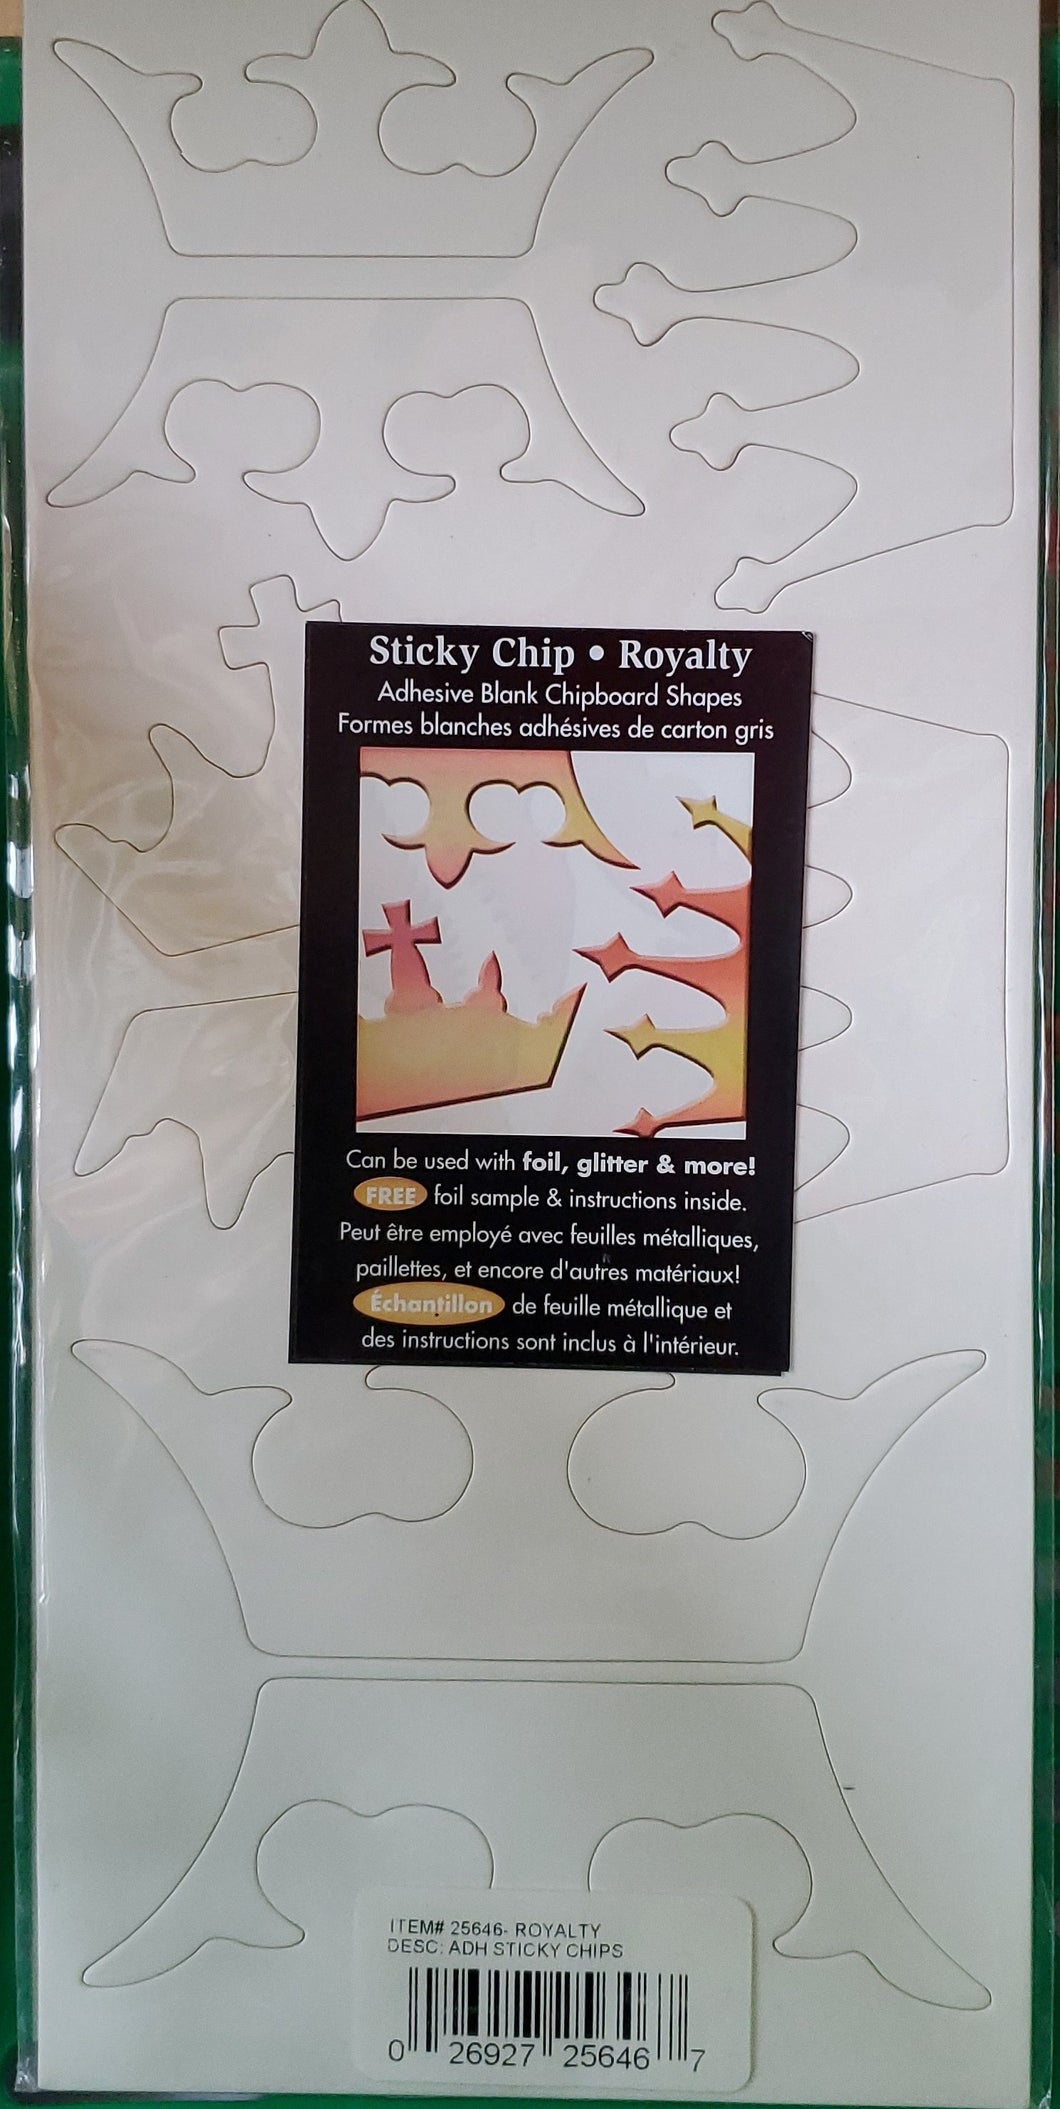 Sticky Chip • Royalty
Adhesive Blank Chipboard Shapes
Formes blanches adhésives de carton gris
Can be used with foil, glitter & more!
FREE foil sample & instructions inside.
Peut être employé avec feuilles métalliques,
paillettes, et encore d'autres matériaux!
Échantillon de feuille métallique et
des instructions sont inclus à l'intérieur.
ITEM# 25646- ROYALTY
DESC: ADH STICKY CHIPS
0 26927 25646 7